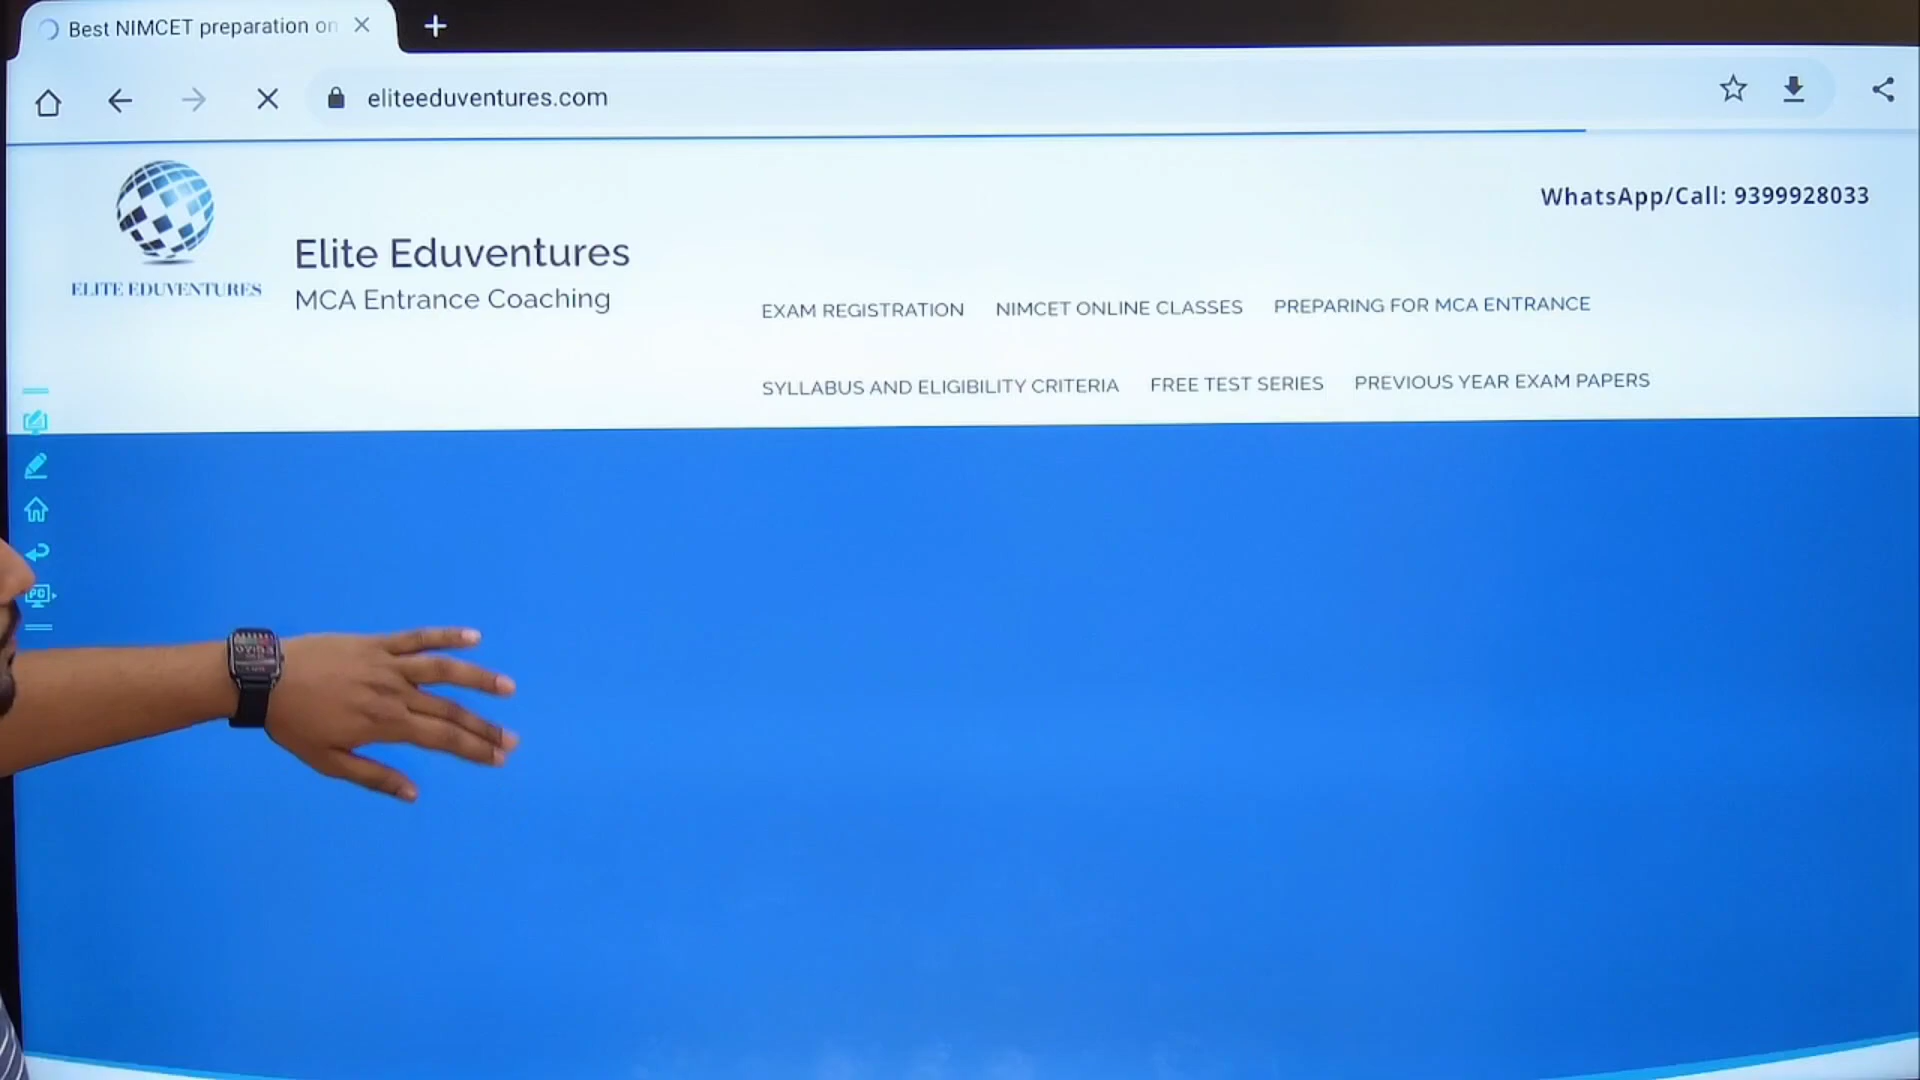 Best NIMCET preparation on
eliteeduventures.com
WhatsApp/Call: 9399928033
Elite Eduventures
ELITE EDUVENTURES
MCA Entrance Coaching
EXAM REGISTRATION NIMCET ONLINE CLASSES PREPARING FOR MCA ENTRANCE
SYLLABUS AND ELIGIBILITY CRITERIA FREE TEST SERIES PREVIOUS YEAR EXAM PAPERS
PC